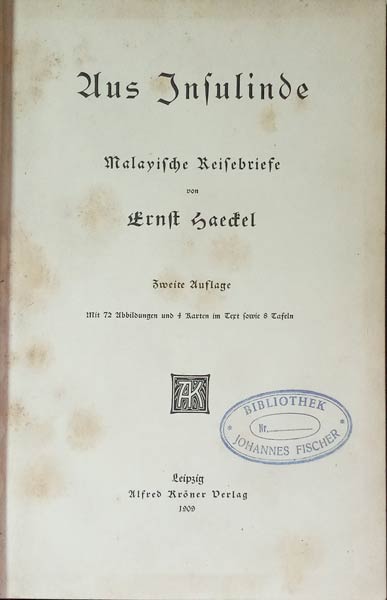 Aus Insulinde
Malayische Reisebriefe
von
Ernst Haeckel
Zweite Auflage
Mit 72 Abbildungen und 4 Karten im Text sowie 8 Tafeln
AK
BIBLIOTHEK
Nr.
JOHANNES FISCHER
Leipzig
Alfred Kröner Verlag
1909